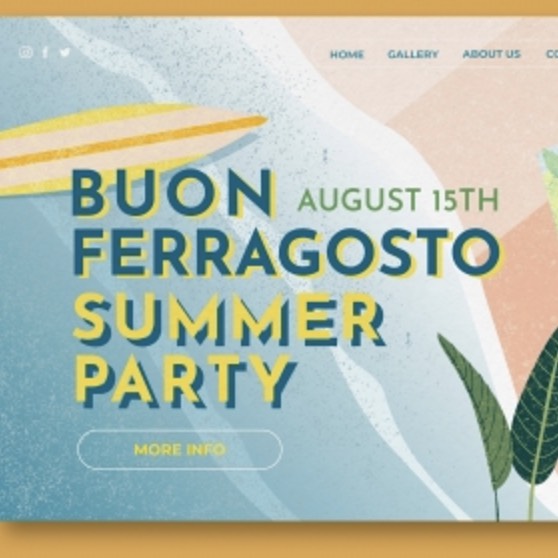 HOME GALLERY ABOUT US
BUON
AUGUST 15TH
FERRAGOSTO
SUMMER
PARTY
MORE INFO